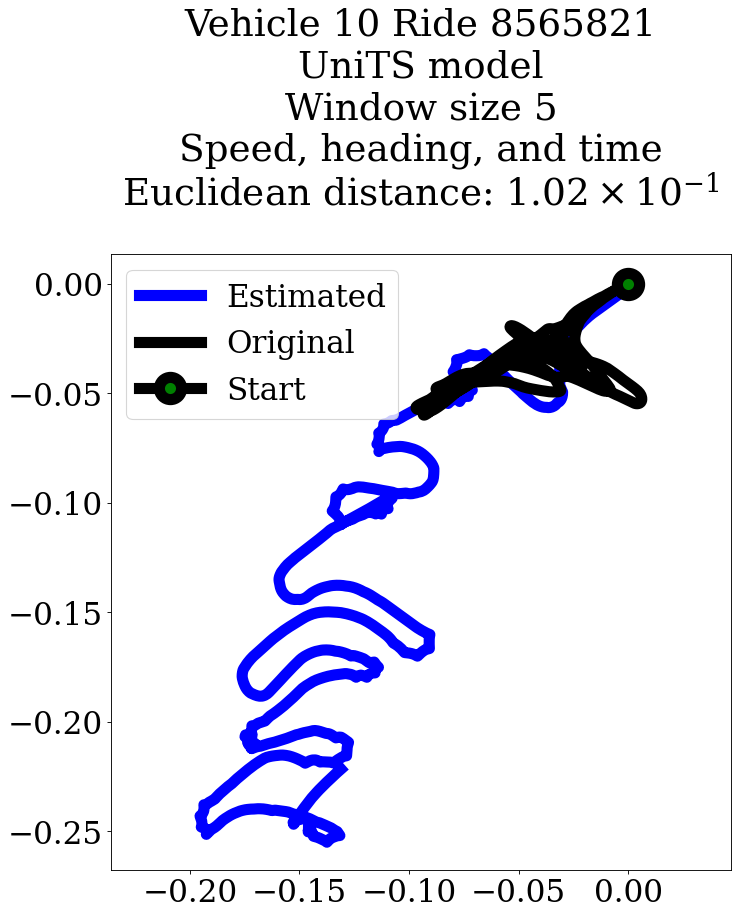 Vehicle 10 Ride 8565821
UniTS model
Window size 5
Speed, heading, and time
Euclidean distance: 1.02 × 10⁻¹
Estimated
Original
Start
0.00
−0.05
−0.10
−0.15
−0.20
−0.25
−0.20 −0.15 −0.10 −0.05 0.00